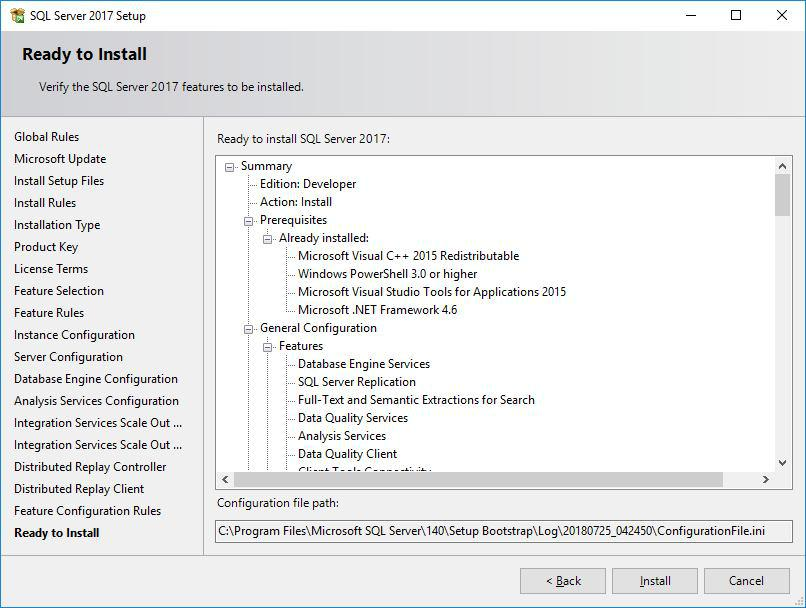 SQL Server 2017 Setup
Ready to Install
Verify the SQL Server 2017 features to be installed.
Global Rules
Microsoft Update
Install Setup Files
Install Rules
Installation Type
Product Key
License Terms
Feature Selection
Feature Rules
Instance Configuration
Server Configuration
Database Engine Configuration
Analysis Services Configuration
Integration Services Scale Out ...
Integration Services Scale Out ...
Distributed Replay Controller
Distributed Replay Client
Feature Configuration Rules
Ready to Install
Ready to install SQL Server 2017:
Summary
Edition: Developer
Action: Install
Prerequisites
Already installed:
Microsoft Visual C++ 2015 Redistributable
Windows PowerShell 3.0 or higher
Microsoft Visual Studio Tools for Applications 2015
Microsoft .NET Framework 4.6
General Configuration
Features
Database Engine Services
SQL Server Replication
Full-Text and Semantic Extractions for Search
Data Quality Services
Analysis Services
Data Quality Client
Client Tools Connectivity
Configuration file path:
C:\Program Files\Microsoft SQL Server\140\Setup Bootstrap\Log\20180725_042450\ConfigurationFile.ini
< Back
Install
Cancel